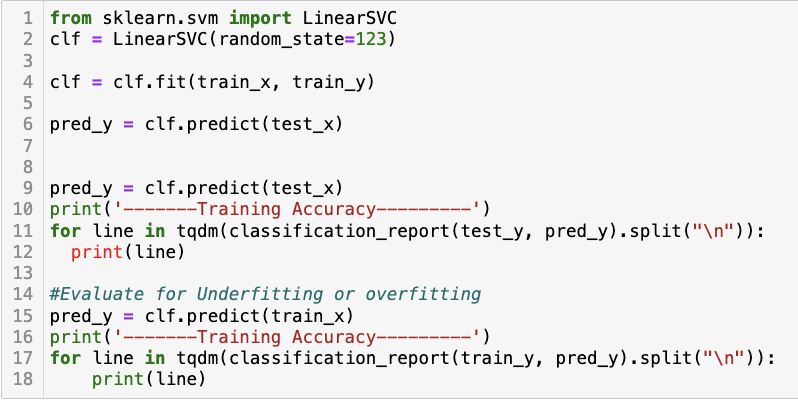 1 from sklearn.svm import LinearSVC
2 clf = LinearSVC(random_state=123)
3
4 clf = clf.fit(train_x, train_y)
5
6 pred_y = clf.predict(test_x)
7
8
9 pred_y = clf.predict(test_x)
10 print('-------Training Accuracy---------')
11 for line in tqdm(classification_report(test_y, pred_y).split("\n")):
12   print(line)
13
14 #Evaluate for Underfitting or overfitting
15 pred_y = clf.predict(train_x)
16 print('-------Training Accuracy---------')
17 for line in tqdm(classification_report(train_y, pred_y).split("\n")):
18     print(line)